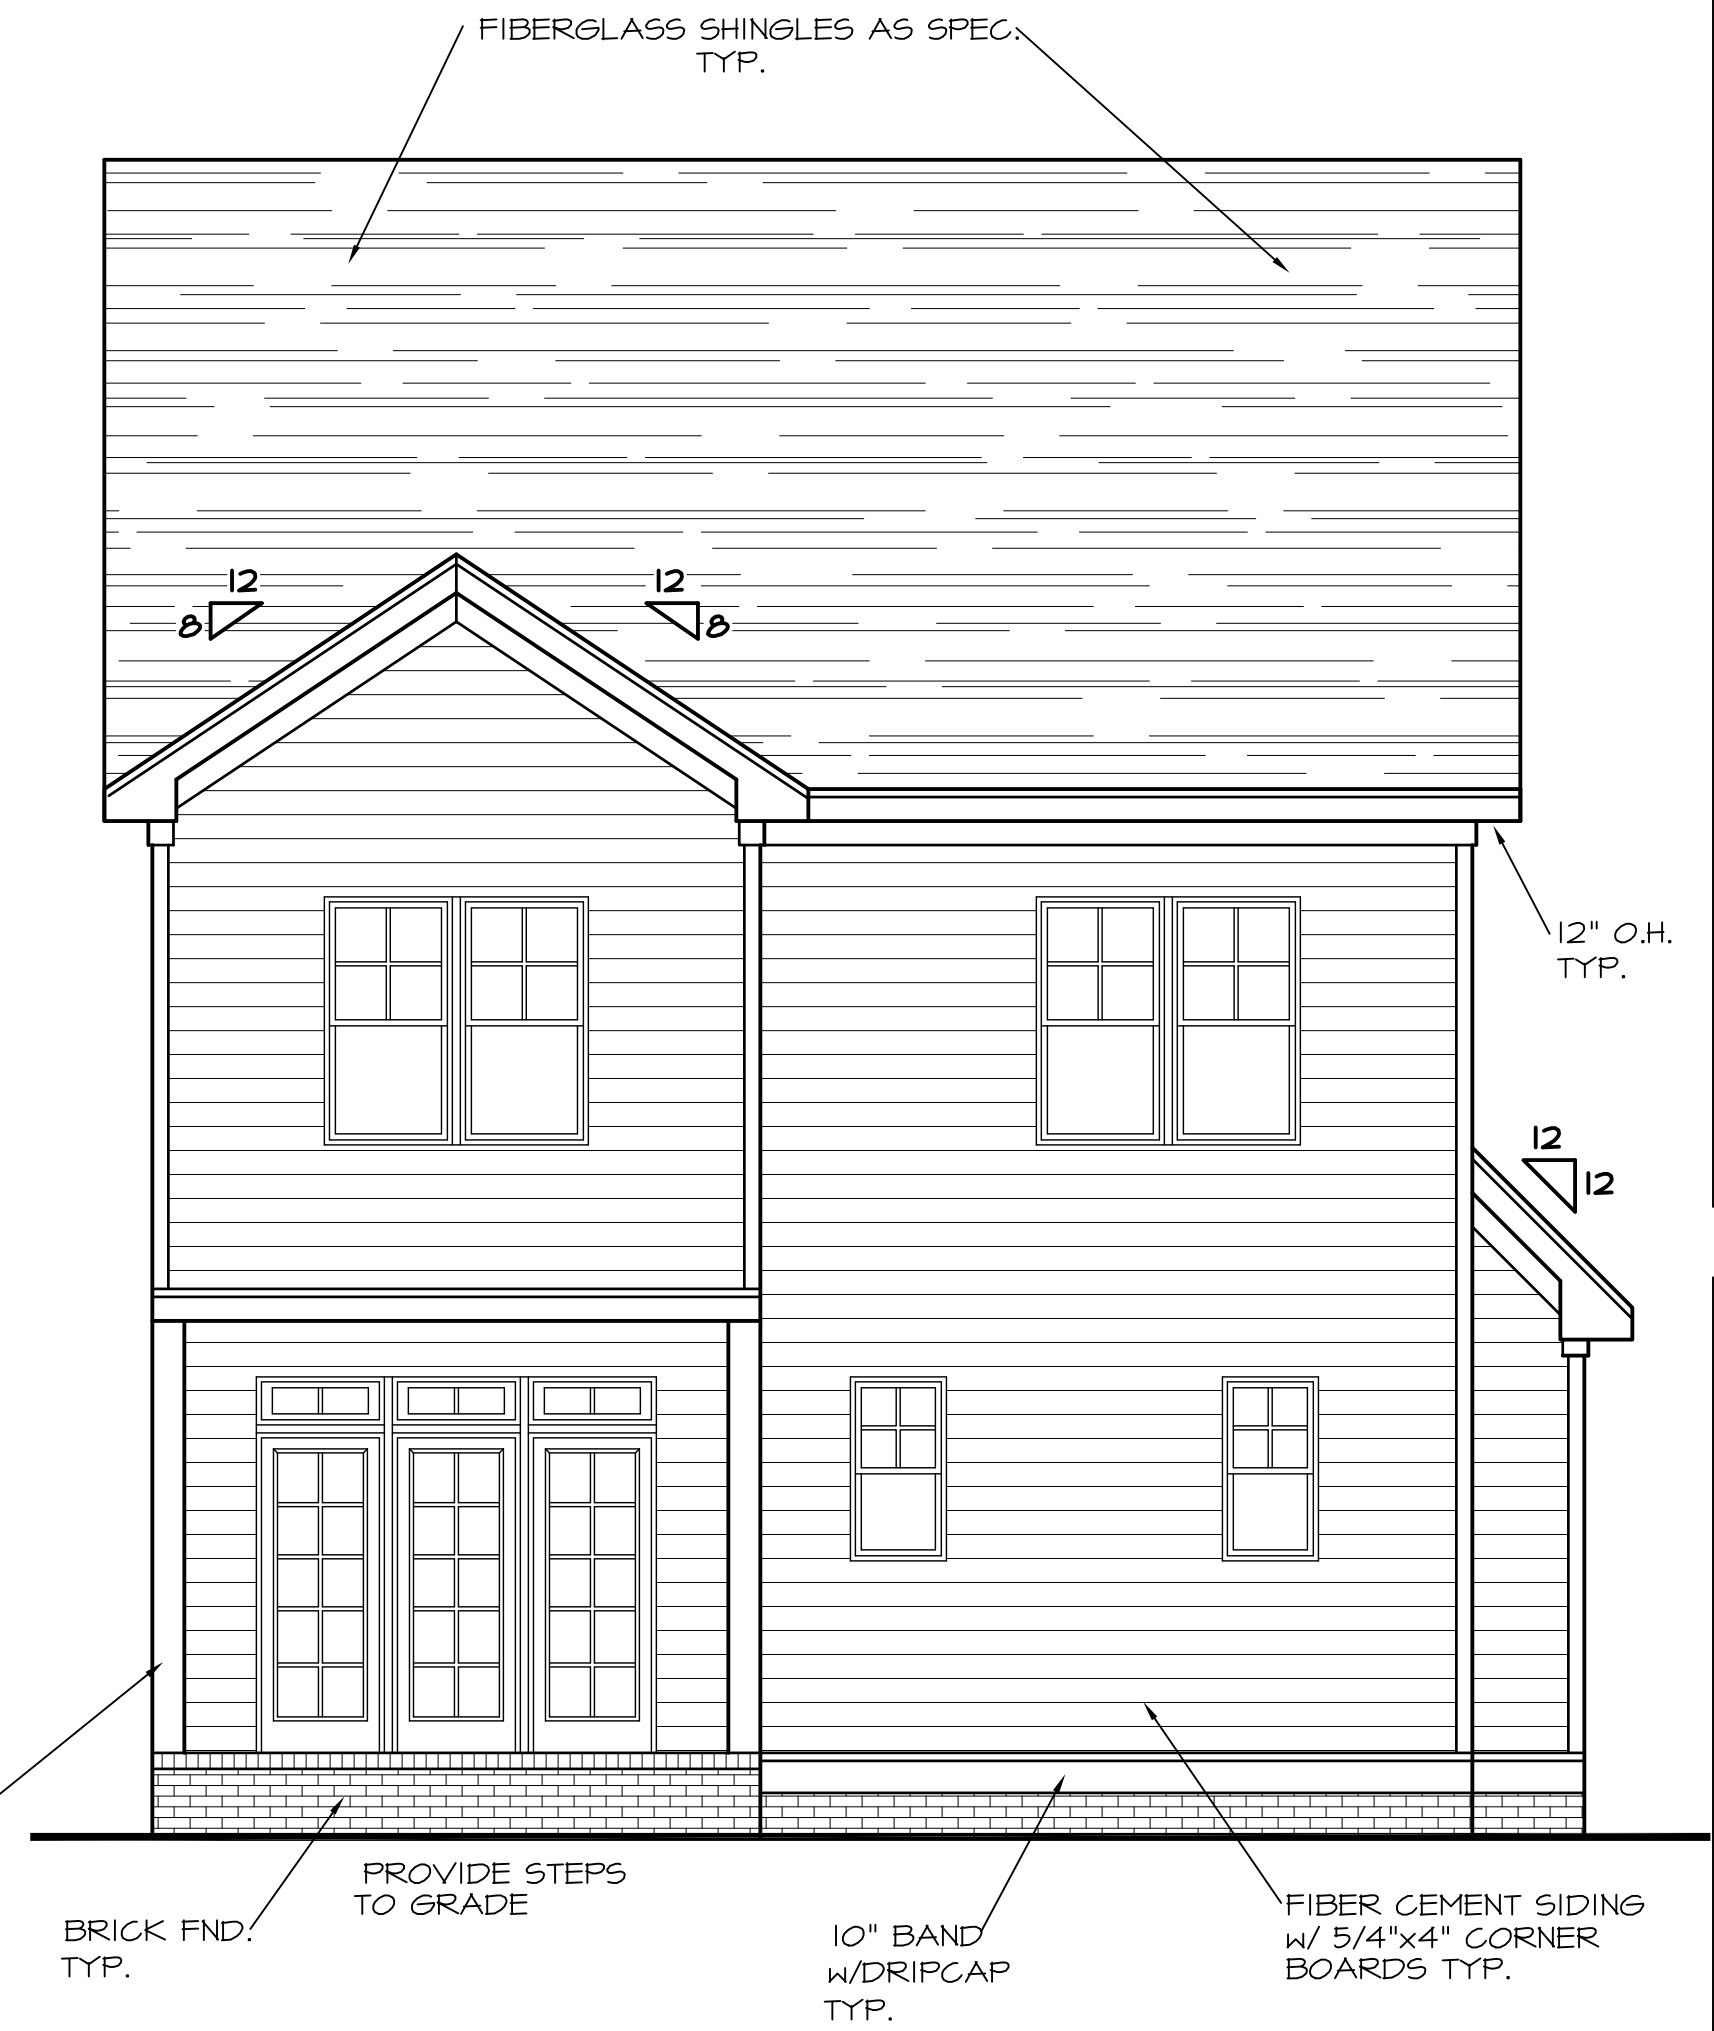 FIBERGLASS SHINGLES AS SPEC.
TYP.
12
8
12
8
12" O.H.
TYP.
12
12
PROVIDE STEPS
TO GRADE
BRICK FND.
TYP.
10" BAND
W/DRIPCAP
TYP.
FIBER CEMENT SIDING
W/ 5/4"x4" CORNER
BOARDS TYP.